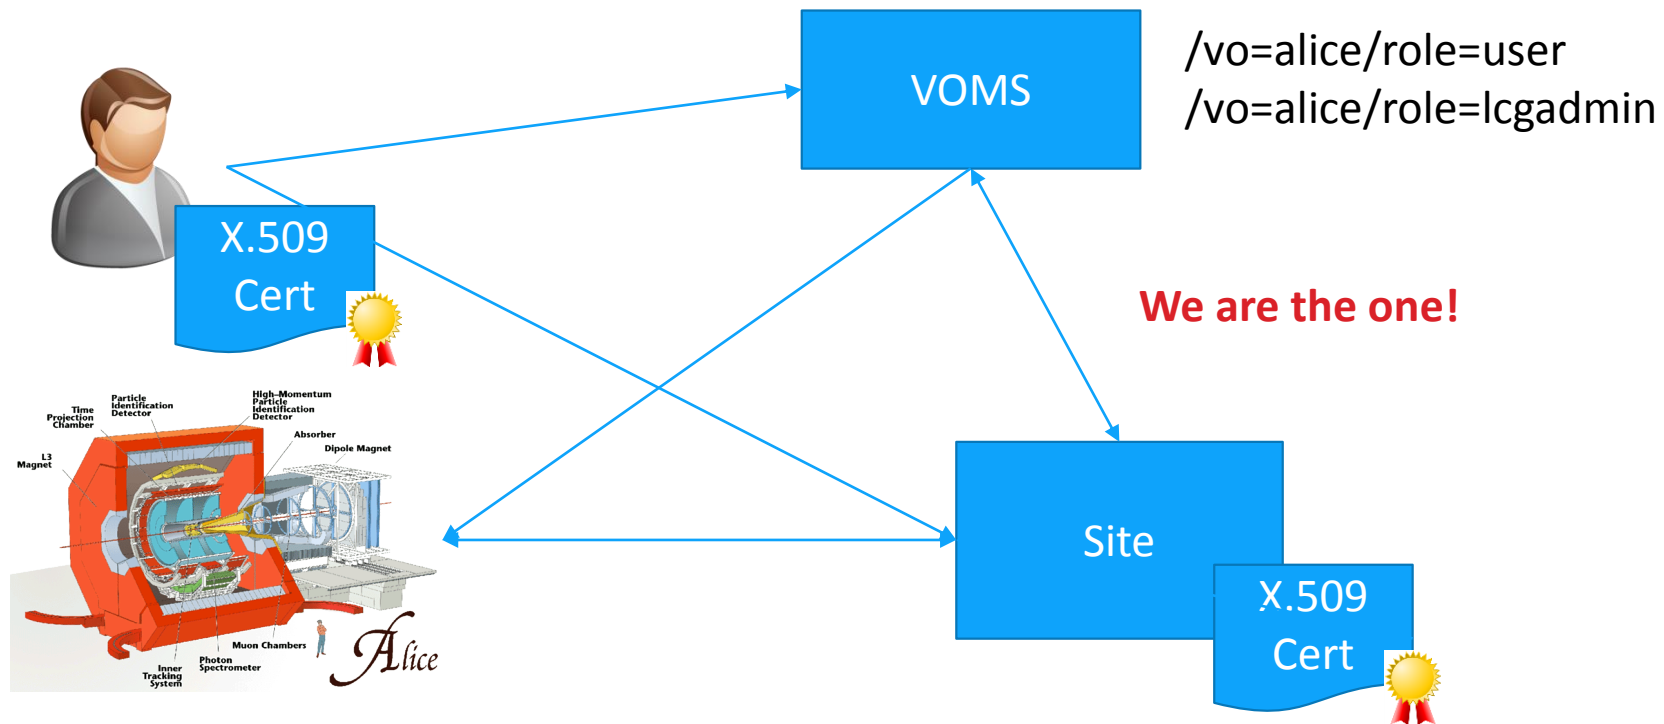 VOMS
/vo=alice/role=user
/vo=alice/role=lcgadmin
X.509
Cert
We are the one!
Particle
Identification
Detector
High–Momentum
Particle
Identification
Detector
Time
Projection
Chamber
Absorber
Dipole Magnet
L3
Magnet
Site
X.509
Cert
Muon Chambers
Photon
Spectrometer
Inner
Tracking
System
Alice